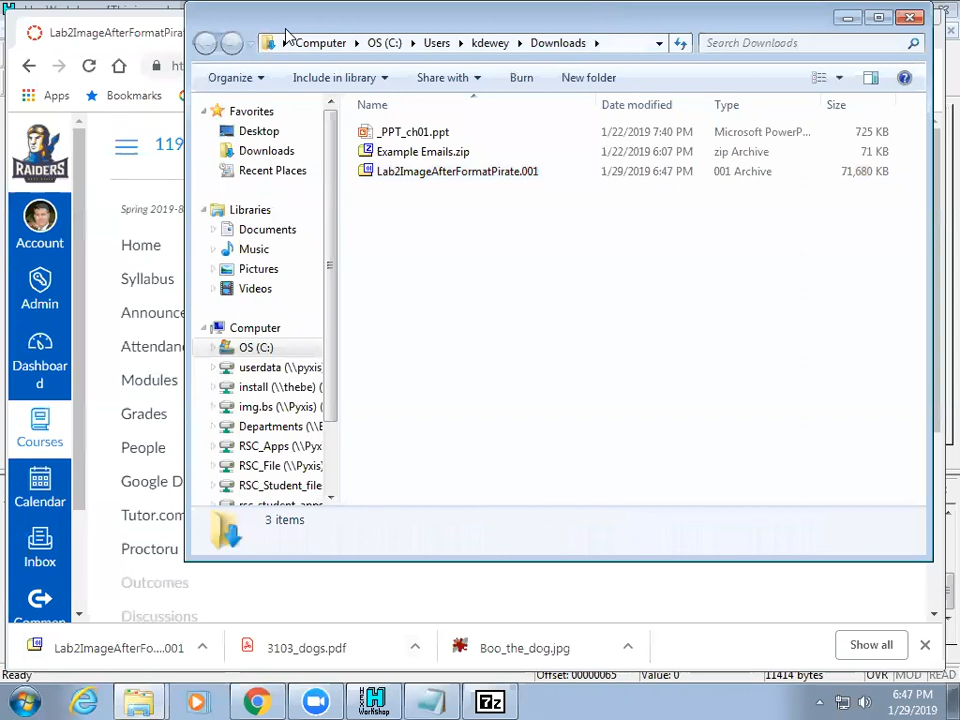 Lab2ImageAfterFormatPirat
Computer
OS (C:)
Users
kdewey
Downloads
Search Downloads
Organize
Include in library
Share with
Burn
New folder
Apps
Bookmarks
Favorites
Desktop
Downloads
Recent Places
Libraries
Documents
Music
Pictures
Videos
Computer
OS (C:)
userdata (\\pyxis
install (\\thebe) (
img.bs (\\Pyxis) (
Departments (\\E
RSC_Apps (\\Pyx
RSC_File (\\Pyxis)
RSC_Student_file
rsc_student_apps
Name
Date modified
Type
Size
_PPT_ch01.ppt
1/22/2019 7:40 PM
Microsoft PowerP...
725 KB
Example Emails.zip
1/22/2019 6:07 PM
zip Archive
71 KB
Lab2ImageAfterFormatPirate.001
1/29/2019 6:47 PM
001 Archive
71,680 KB
3 items
RAIDERS
119
Account
Admin
Dashboar
d
Courses
Calendar
Inbox
Spring 2019-8
Home
Syllabus
Announce
Attendan
Modules
Grades
People
Google D
Tutor.com
Proctoru
Outcomes
Discussions
Lab2ImageAfterFo....001
3103_dogs.pdf
Boo_the_dog.jpg
Show all
Ready
Offset: 00000065
Value: 0
11414 bytes
OVR
MOD
READ
HEX
WORKSHOP
7z
6:47 PM
1/29/2019